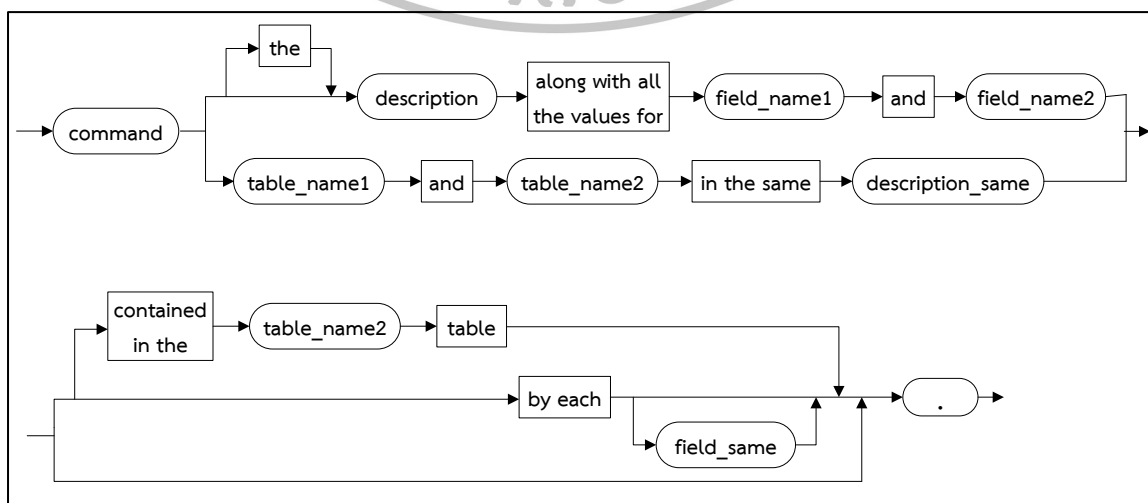 the
description
along with all
the values for
field_name1
and
field_name2
command
table_name1
and
table_name2
in the same
description_same
contained
in the
table_name2
table
by each
field_same
.